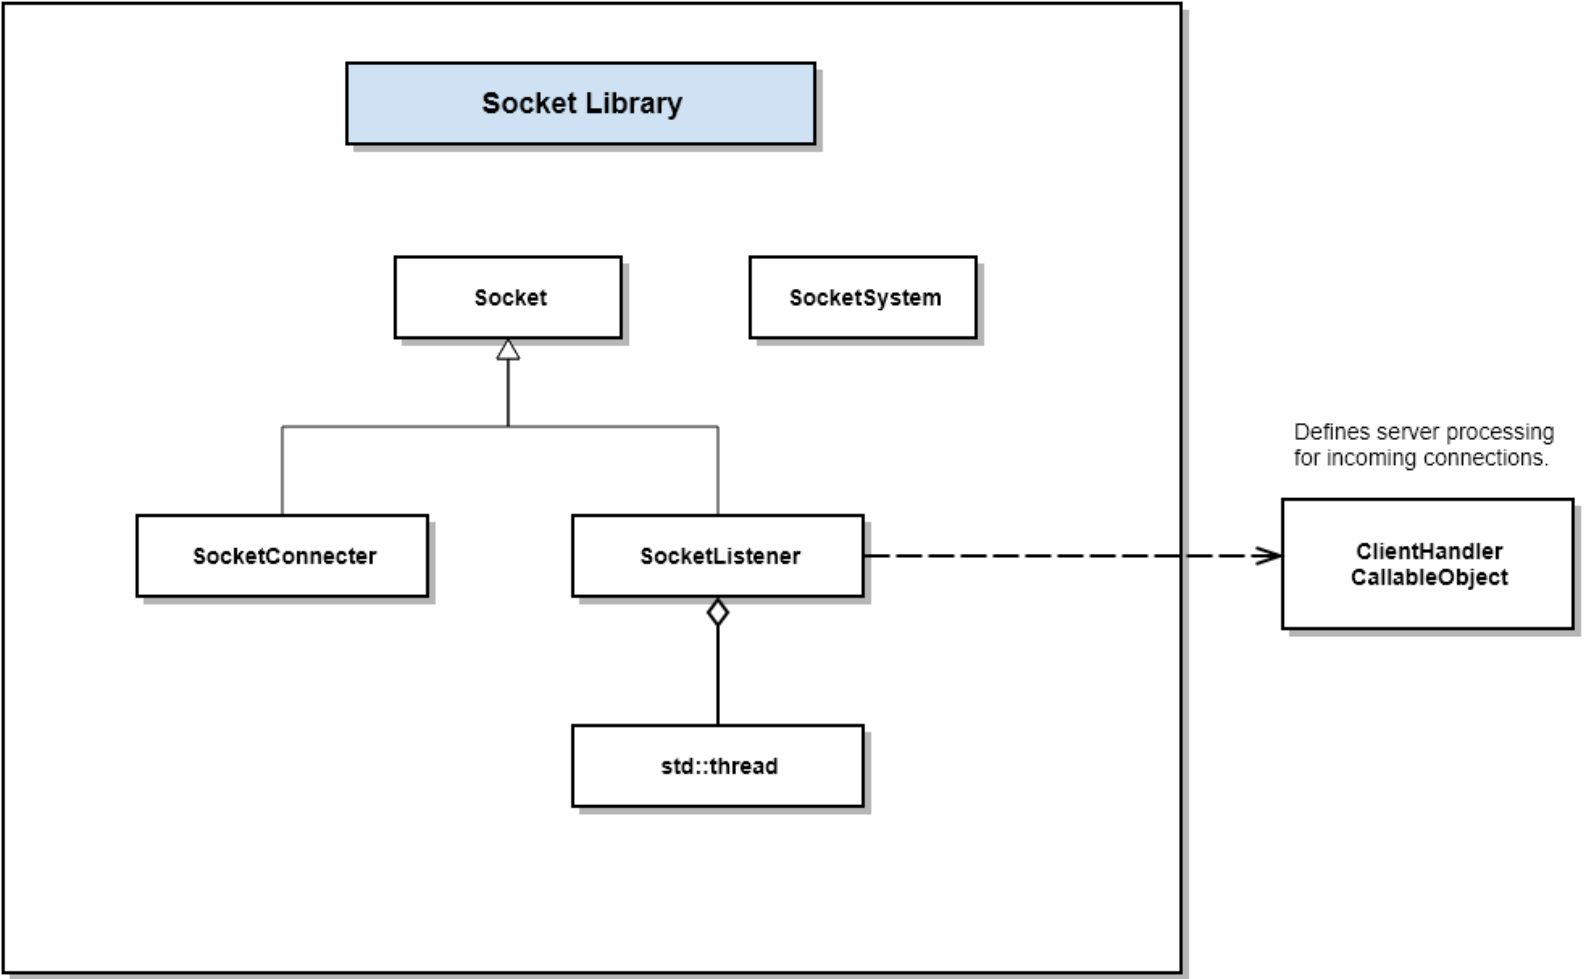 Socket Library
Socket
SocketSystem
Defines server processing
for incoming connections.
SocketConnecter
SocketListener
ClientHandler
CallableObject
std::thread